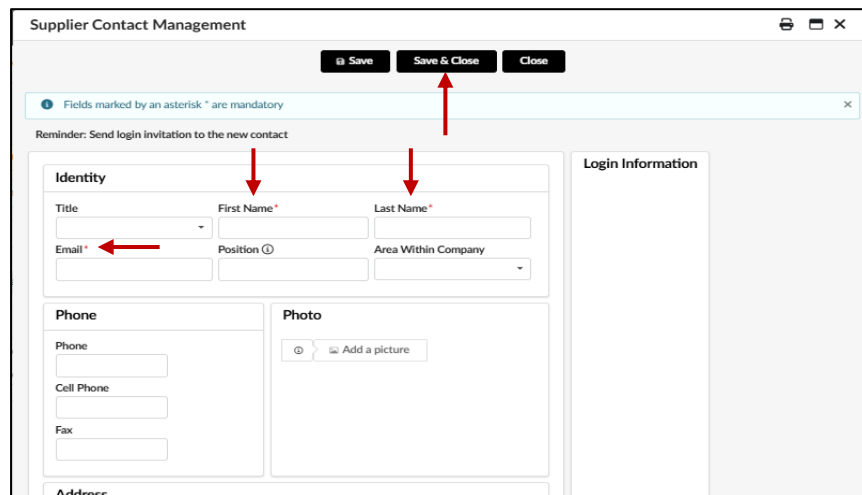 Supplier Contact Management
Save Save & Close Close
Fields marked by an asterisk * are mandatory
Reminder: Send login invitation to the new contact
Identity
Title First Name* Last Name*
Email* Position Area Within Company
Phone
Phone
Cell Phone
Fax
Photo
Add a picture
Login Information
Address